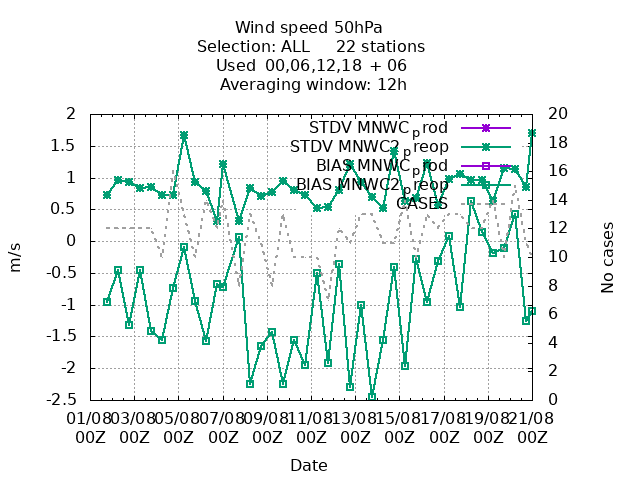 Wind speed 50hPa
Selection: ALL 22 stations
Used 00,06,12,18 + 06
Averaging window: 12h
STDV MNWC_prod
STDV MNWC2_preop
BIAS MNWC_prod
BIAS MNWC2_preop
CASES
2
1.5
1
0.5
0
-0.5
-1
-1.5
-2
-2.5
m/s
20
18
16
14
12
10
8
6
4
2
0
No cases
01/08 03/08 05/08 07/08 09/08 11/08 13/08 15/08 17/08 19/08 21/08
00Z 00Z 00Z 00Z 00Z 00Z 00Z 00Z 00Z 00Z 00Z
Date